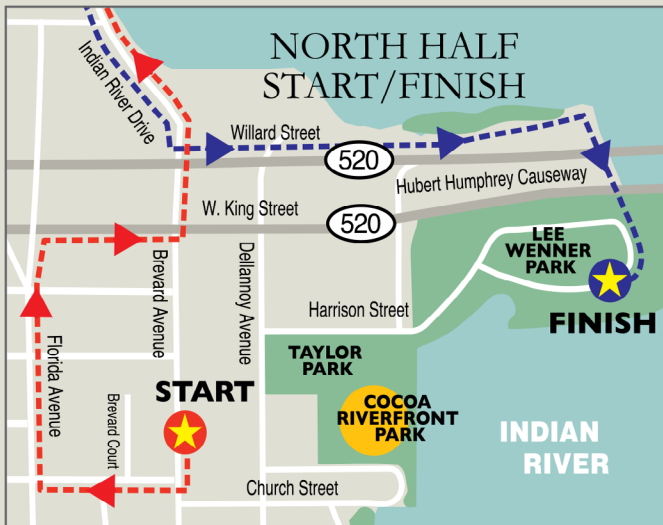 NORTH HALF
START/FINISH
Indian River Drive
Willard Street
520
Hubert Humphrey Causeway
W. King Street
520
LEE
WENNER
PARK
Brevard Avenue
Dellannoy Avenue
Harrison Street
FINISH
TAYLOR
PARK
Florida Avenue
START
Brevard Court
COCOA
RIVERFRONT
PARK
INDIAN
RIVER
Church Street